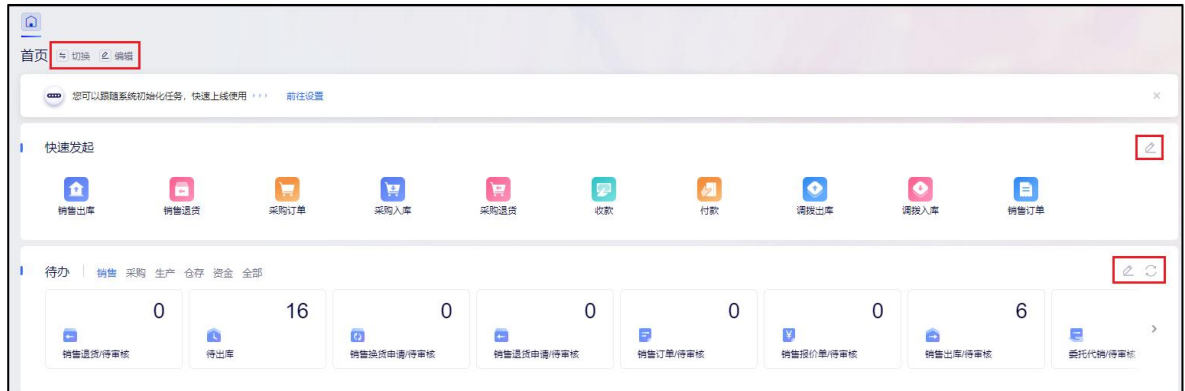 首页 切换 编辑
您可以跟随系统初始化任务，快速上线使用 前往设置
快速发起
销售出库 销售退货 采购订单 采购入库 采购退货 收款 付款 调拨出库 调拨入库 销售订单
待办 销售 采购 生产 仓存 资金 全部
0 16 0 0 0 0 6
销售退货/待审核 待出库 销售换货申请/待审核 销售退货申请/待审核 销售订单/待审核 销售报价单/待审核 销售出库/待审核 委托代销/待审核